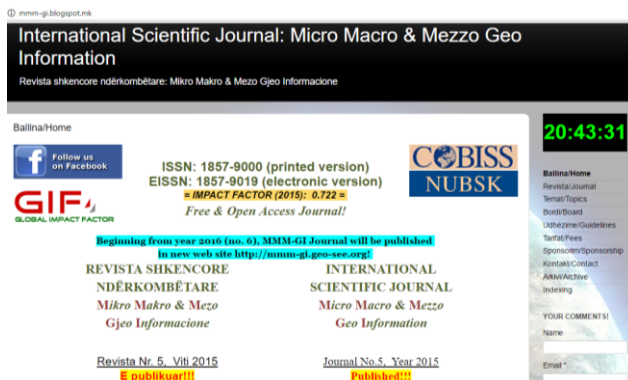 mmm-gi.blogspot.mk
International Scientific Journal: Micro Macro & Mezzo Geo
Information
Revista shkencore ndërkombëtare: Mikro Makro & Mezo Gjeo Informacione
Ballina/Home
Follow us
on Facebook
GIF
GLOBAL IMPACT FACTOR
ISSN: 1857-9000 (printed version)
EISSN: 1857-9019 (electronic version)
= IMPACT FACTOR (2015): 0.722 =
Free & Open Access Journal!
COBISS
NUBSK
Beginning from year 2016 (no. 6), MMM-GI Journal will be published
in new web site http://mmm-gi.geo-see.org!
REVISTA SHKENCORE
NDËRKOMBËTARE
Mikro Makro & Mezo
Gjeo Informacione
Revista Nr. 5, Viti 2015
E publikuar!!!
INTERNATIONAL
SCIENTIFIC JOURNAL
Micro Macro & Mezzo
Geo Information
Journal No.5, Year 2015
Published!!!
20:43:31
Ballina/Home
Revista/Journal
Temat/Topics
Bordi/Board
Udhëzime/Guidelines
Tarifat/Fees
Sponsorim/Sponsorship
Kontakt/Contact
Arkivi/Archive
Indexing
YOUR COMMENTS!
Name
Email *